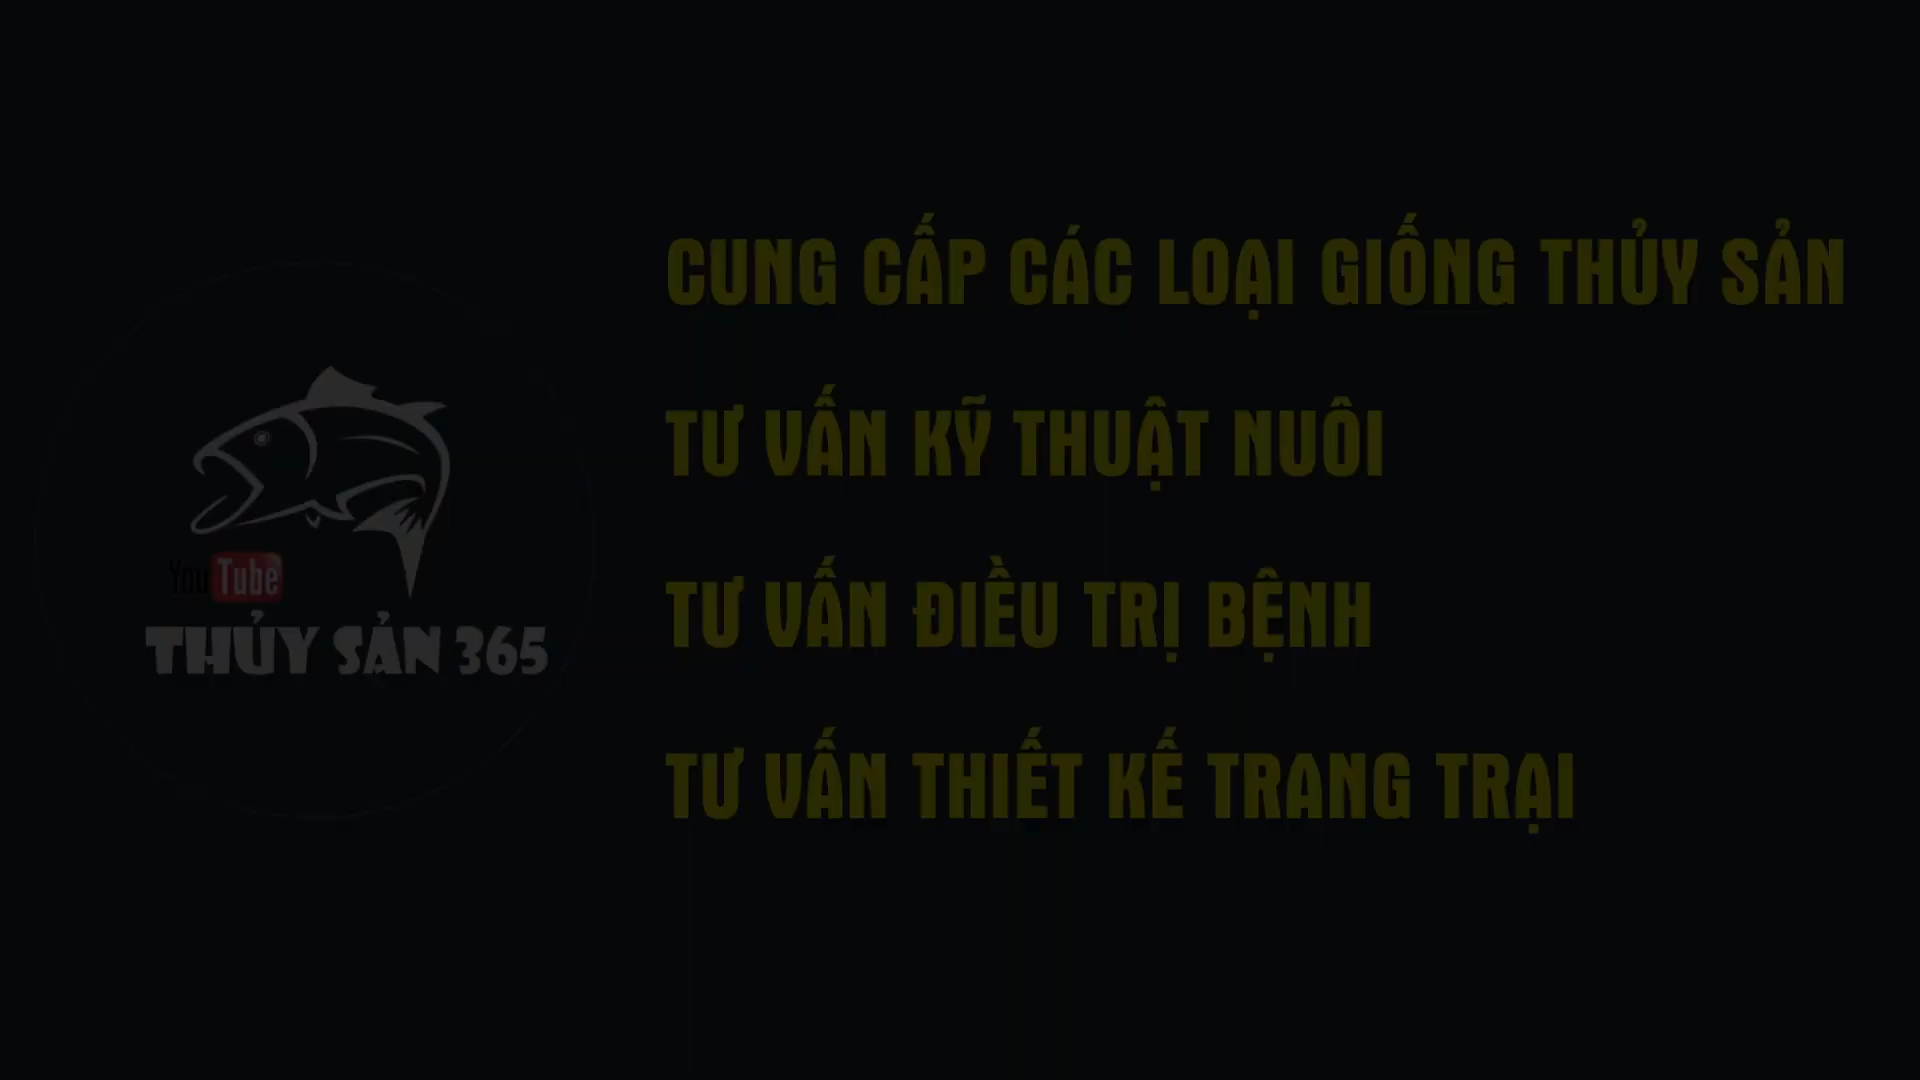 CUNG CẤP CÁC LOẠI GIỐNG THỦY SẢN
TƯ VẤN KỸ THUẬT NUÔI
TƯ VẤN ĐIỀU TRỊ BỆNH
TƯ VẤN THIẾT KẾ TRANG TRẠI
YouTube
THỦY SẢN 365